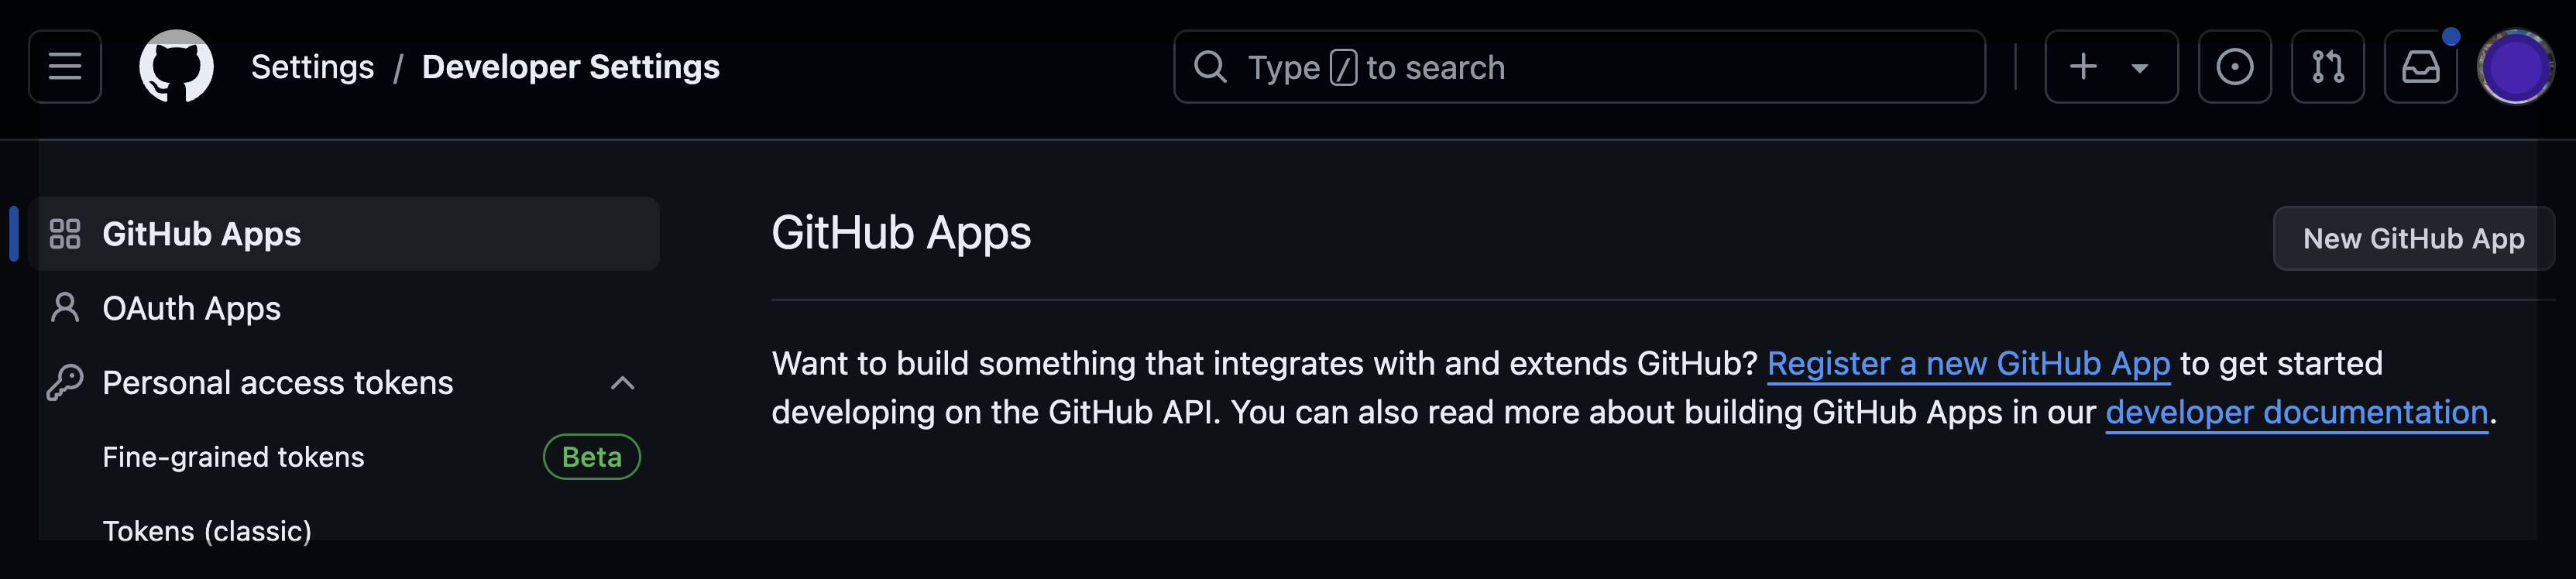 Settings / Developer Settings
Type / to search
GitHub Apps
OAuth Apps
Personal access tokens
Fine-grained tokens Beta
Tokens (classic)
GitHub Apps
New GitHub App
Want to build something that integrates with and extends GitHub? Register a new GitHub App to get started
developing on the GitHub API. You can also read more about building GitHub Apps in our developer documentation.